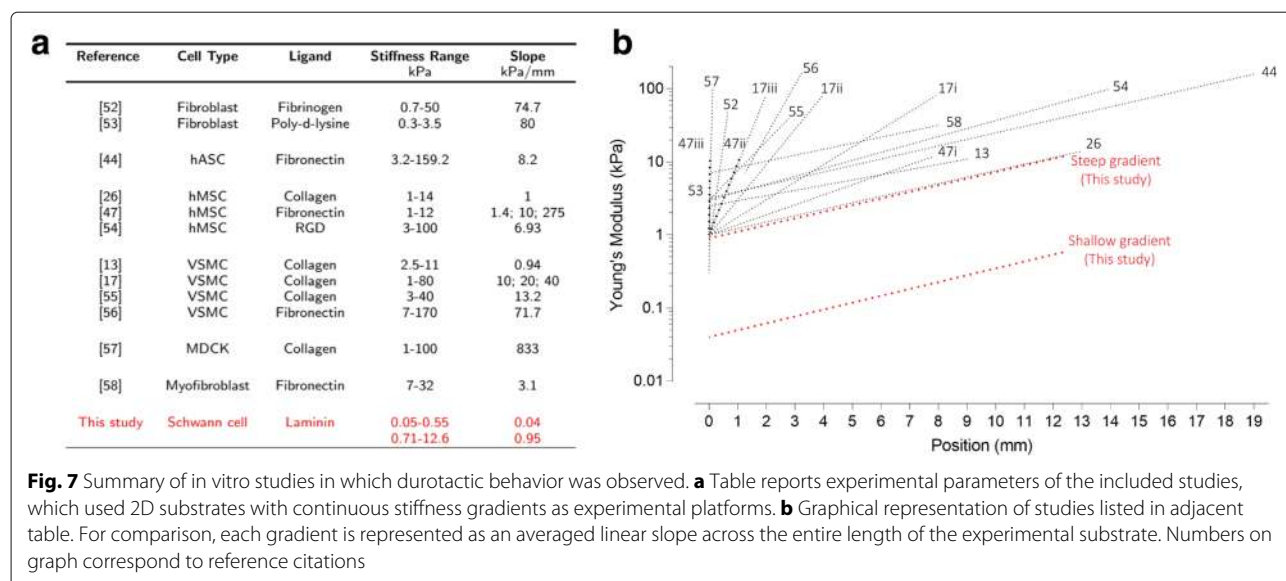 a
Reference Cell Type Ligand Stiffness Range Slope
kPa kPa/mm
[52] Fibroblast Fibrinogen 0.7-50 74.7
[53] Fibroblast Poly-d-lysine 0.3-3.5 80
[44] hASC Fibronectin 3.2-159.2 8.2
[26] hMSC Collagen 1-14 1
[47] hMSC Fibronectin 1-12 1.4; 10; 275
[54] hMSC RGD 3-100 6.93
[13] VSMC Collagen 2.5-11 0.94
[17] VSMC Collagen 1-80 10; 20; 40
[55] VSMC Collagen 3-40 13.2
[56] VSMC Fibronectin 7-170 71.7
[57] MDCK Collagen 1-100 833
[58] Myofibroblast Fibronectin 7-32 3.1
This study Schwann cell Laminin 0.05-0.55 0.04
0.71-12.6 0.95
b
Young's Modulus (kPa)
100
10
1
0.1
0.01
57
52
17iii
56
17ii
55
17i
58
54
44
47iii
47ii
47i
13
26
53
Steep gradient
(This study)
Shallow gradient
(This study)
0 1 2 3 4 5 6 7 8 9 10 11 12 13 14 15 16 17 18 19
Position (mm)
Fig. 7 Summary of in vitro studies in which durotactic behavior was observed. a Table reports experimental parameters of the included studies,
which used 2D substrates with continuous stiffness gradients as experimental platforms. b Graphical representation of studies listed in adjacent
table. For comparison, each gradient is represented as an averaged linear slope across the entire length of the experimental substrate. Numbers on
graph correspond to reference citations